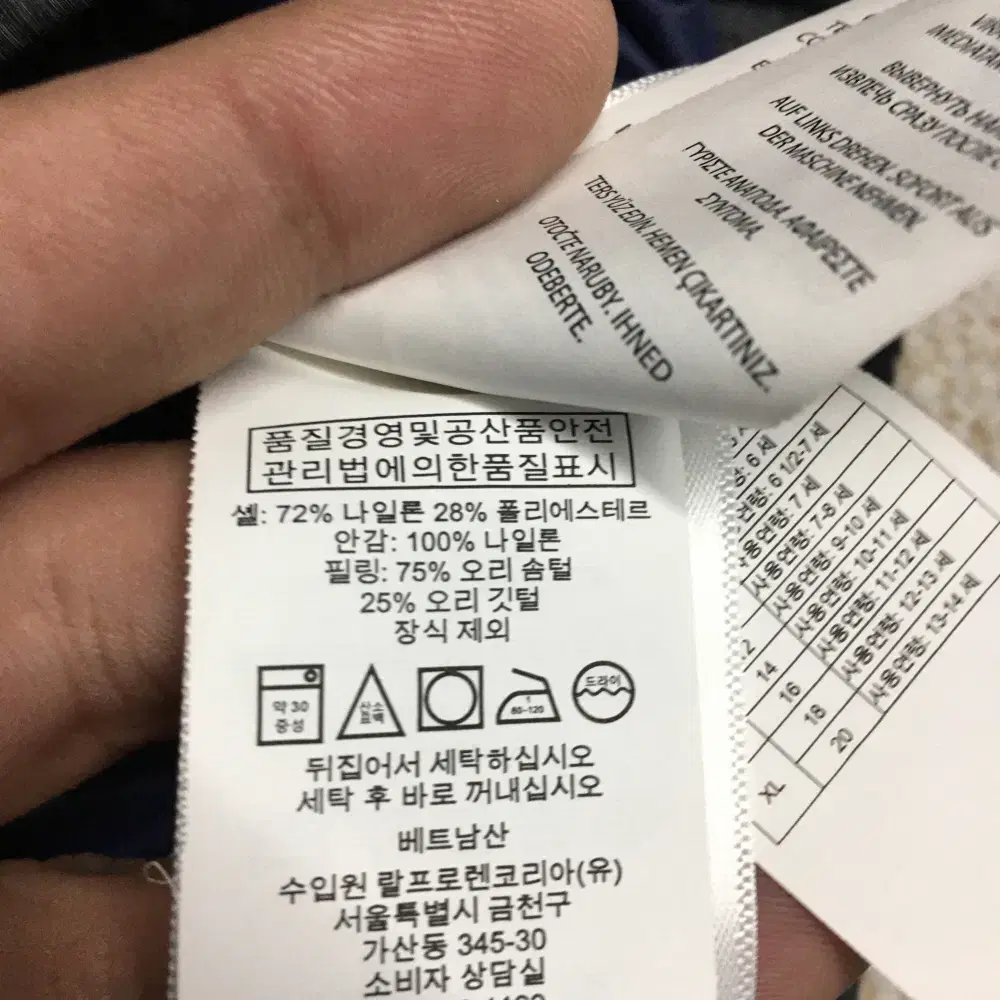 IMEDIATAM
ВЫВЕРНУТЬ
ИЗВЛЕЧЬ СРАЗУ ПОСЛЕ
AUF LINKS DREHEN. SOFORT AUS
DER MASCHINE NEHMEN.
ΓΥΡΙΣΤΕ ΑΝΑΠΟΔΑ. ΑΦΑΙΡΕΣΤΕ
ΣΥΝΤΟΜΑ.
TERS YÜZ EDİN. HEMEN ÇIKARTINIZ.
OTOČTE NARUBY. IHNED
ODEBERTE.
품질경영및공산품안전
관리법에의한품질표시
셸: 72% 나일론 28% 폴리에스테르
안감: 100% 나일론
필링: 75% 오리 솜털
25% 오리 깃털
장식 제외
약 30
중성
산소
표백
1
80-120
드라이
뒤집어서 세탁하십시오
세탁 후 바로 꺼내십시오
베트남산
수입원 랄프로렌코리아(유)
서울특별시 금천구
가산동 345-30
소비자 상담실
6 세
6 1/2-7 세
7 세
사용연령: 7-8 세
사용연령: 9-10 세
사용연령: 10-11 세
사용연령: 11-12 세
사용연령: 12-13 세
사용연령: 13-14 세
14
16
18
20
XL